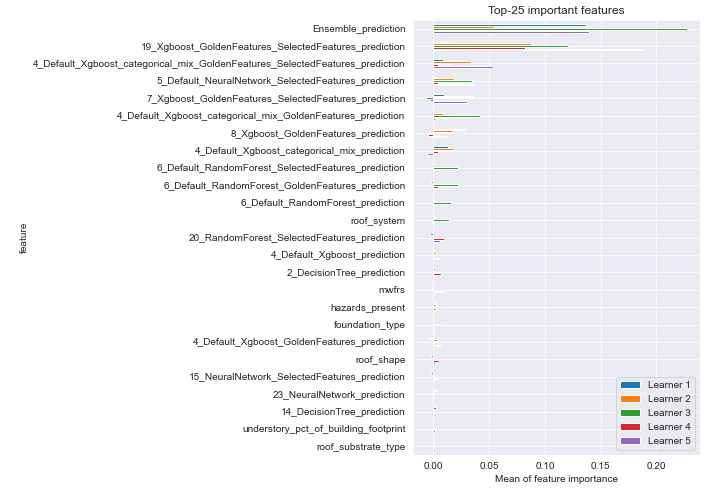 Top-25 important features
Ensemble_prediction
19_Xgboost_GoldenFeatures_SelectedFeatures_prediction
4_Default_Xgboost_categorical_mix_GoldenFeatures_SelectedFeatures_prediction
5_Default_NeuralNetwork_SelectedFeatures_prediction
7_Xgboost_GoldenFeatures_SelectedFeatures_prediction
4_Default_Xgboost_categorical_mix_GoldenFeatures_prediction
8_Xgboost_GoldenFeatures_prediction
4_Default_Xgboost_categorical_mix_prediction
6_Default_RandomForest_SelectedFeatures_prediction
6_Default_RandomForest_GoldenFeatures_prediction
6_Default_RandomForest_prediction
roof_system
20_RandomForest_SelectedFeatures_prediction
4_Default_Xgboost_prediction
2_DecisionTree_prediction
mwfrs
hazards_present
foundation_type
4_Default_Xgboost_GoldenFeatures_prediction
roof_shape
15_NeuralNetwork_SelectedFeatures_prediction
23_NeuralNetwork_prediction
14_DecisionTree_prediction
understory_pct_of_building_footprint
roof_substrate_type
feature
Learner 1
Learner 2
Learner 3
Learner 4
Learner 5
0.00 0.05 0.10 0.15 0.20
Mean of feature importance